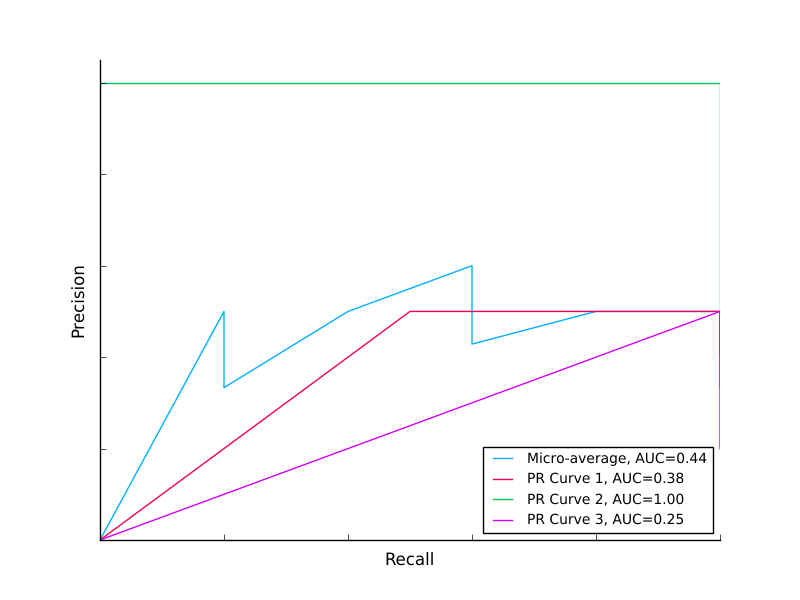 Precision
Micro-average, AUC=0.44
PR Curve 1, AUC=0.38
PR Curve 2, AUC=1.00
PR Curve 3, AUC=0.25
Recall